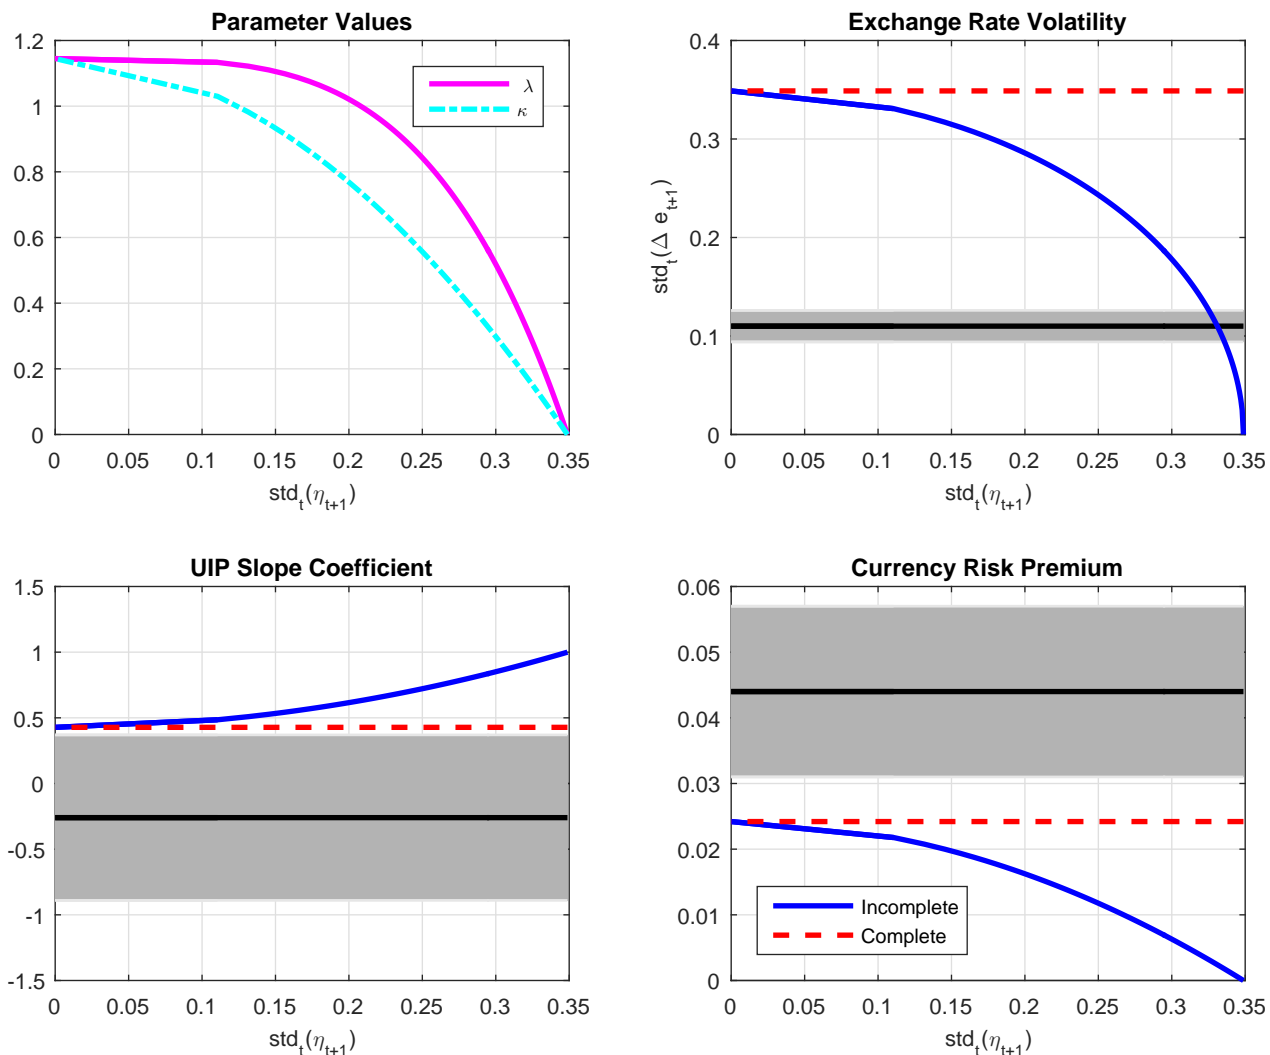 Parameter Values
1.2
1
0.8
0.6
0.4
0.2
0
λ
κ
0 0.05 0.1 0.15 0.2 0.25 0.3 0.35
std_t(η_{t+1})
Exchange Rate Volatility
0.4
0.3
0.2
0.1
0
std_t(Δ e_{t+1})
0 0.05 0.1 0.15 0.2 0.25 0.3 0.35
std_t(η_{t+1})
UIP Slope Coefficient
1.5
1
0.5
0
-0.5
-1
-1.5
0 0.05 0.1 0.15 0.2 0.25 0.3 0.35
std_t(η_{t+1})
Currency Risk Premium
0.06
0.05
0.04
0.03
0.02
0.01
0
Incomplete
Complete
0 0.05 0.1 0.15 0.2 0.25 0.3 0.35
std_t(η_{t+1})